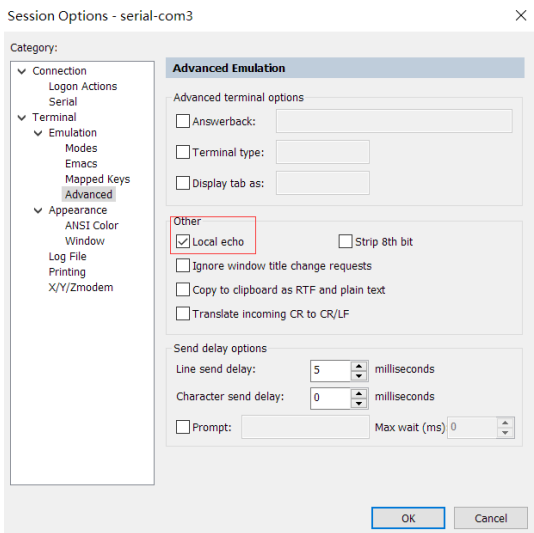 Session Options - serial-com3
Category:
Connection
Logon Actions
Serial
Terminal
Emulation
Modes
Emacs
Mapped Keys
Advanced
Appearance
ANSI Color
Window
Log File
Printing
X/Y/Zmodem
Advanced Emulation
Advanced terminal options
Answerback:
Terminal type:
Display tab as:
Other
Local echo Strip 8th bit
Ignore window title change requests
Copy to clipboard as RTF and plain text
Translate incoming CR to CR/LF
Send delay options
Line send delay: 5 milliseconds
Character send delay: 0 milliseconds
Prompt: Max wait (ms) 0
OK Cancel